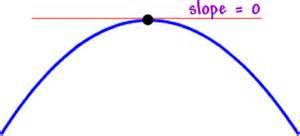 slope = 0